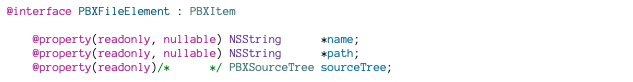 @interface PBXFileElement : PBXItem
@property(readonly, nullable) NSString      *name;
@property(readonly, nullable) NSString      *path;
@property(readonly)/*      */ PBXSourceTree sourceTree;